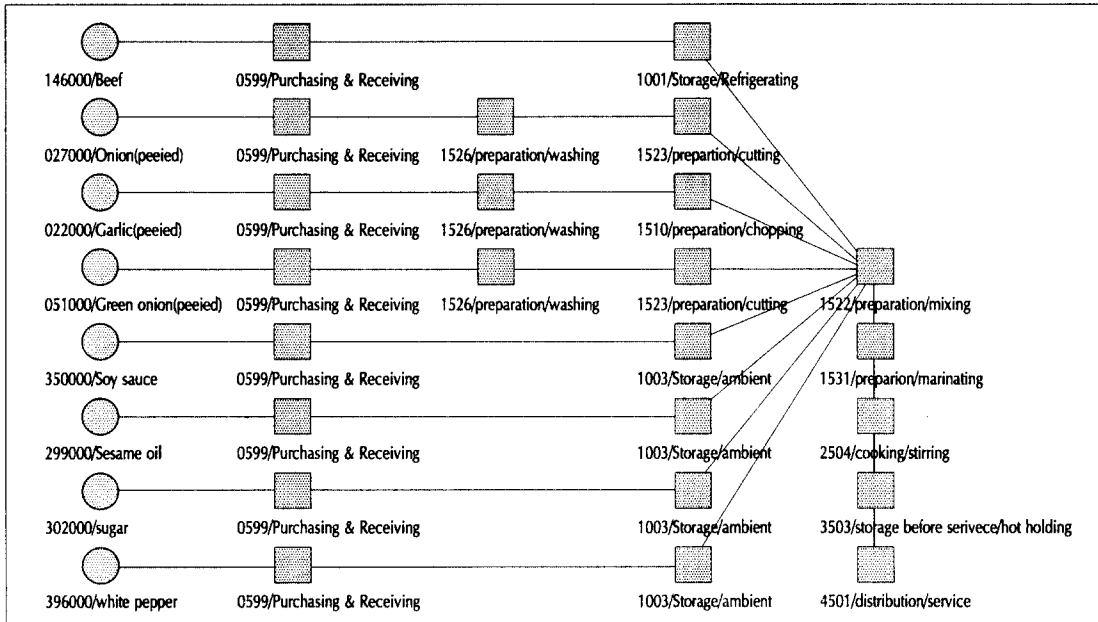 146000/Beef 0599/Purchasing & Receiving 1001/Storage/Refrigerating
027000/Onion(peeied) 0599/Purchasing & Receiving 1526/preparation/washing 1523/prepartion/cutting
022000/Garlic(peeied) 0599/Purchasing & Receiving 1526/preparation/washing 1510/preparation/chopping
051000/Green onion(peeied) 0599/Purchasing & Receiving 1526/preparation/washing 1523/preparation/cutting 1522/preparation/mixing
350000/Soy sauce 0599/Purchasing & Receiving 1003/Storage/ambient 1531/preparion/marinating
299000/Sesame oil 0599/Purchasing & Receiving 1003/Storage/ambient 2504/cooking/stirring
302000/sugar 0599/Purchasing & Receiving 1003/Storage/ambient 3503/storage before serivece/hot holding
396000/white pepper 0599/Purchasing & Receiving 1003/Storage/ambient 4501/distribution/service